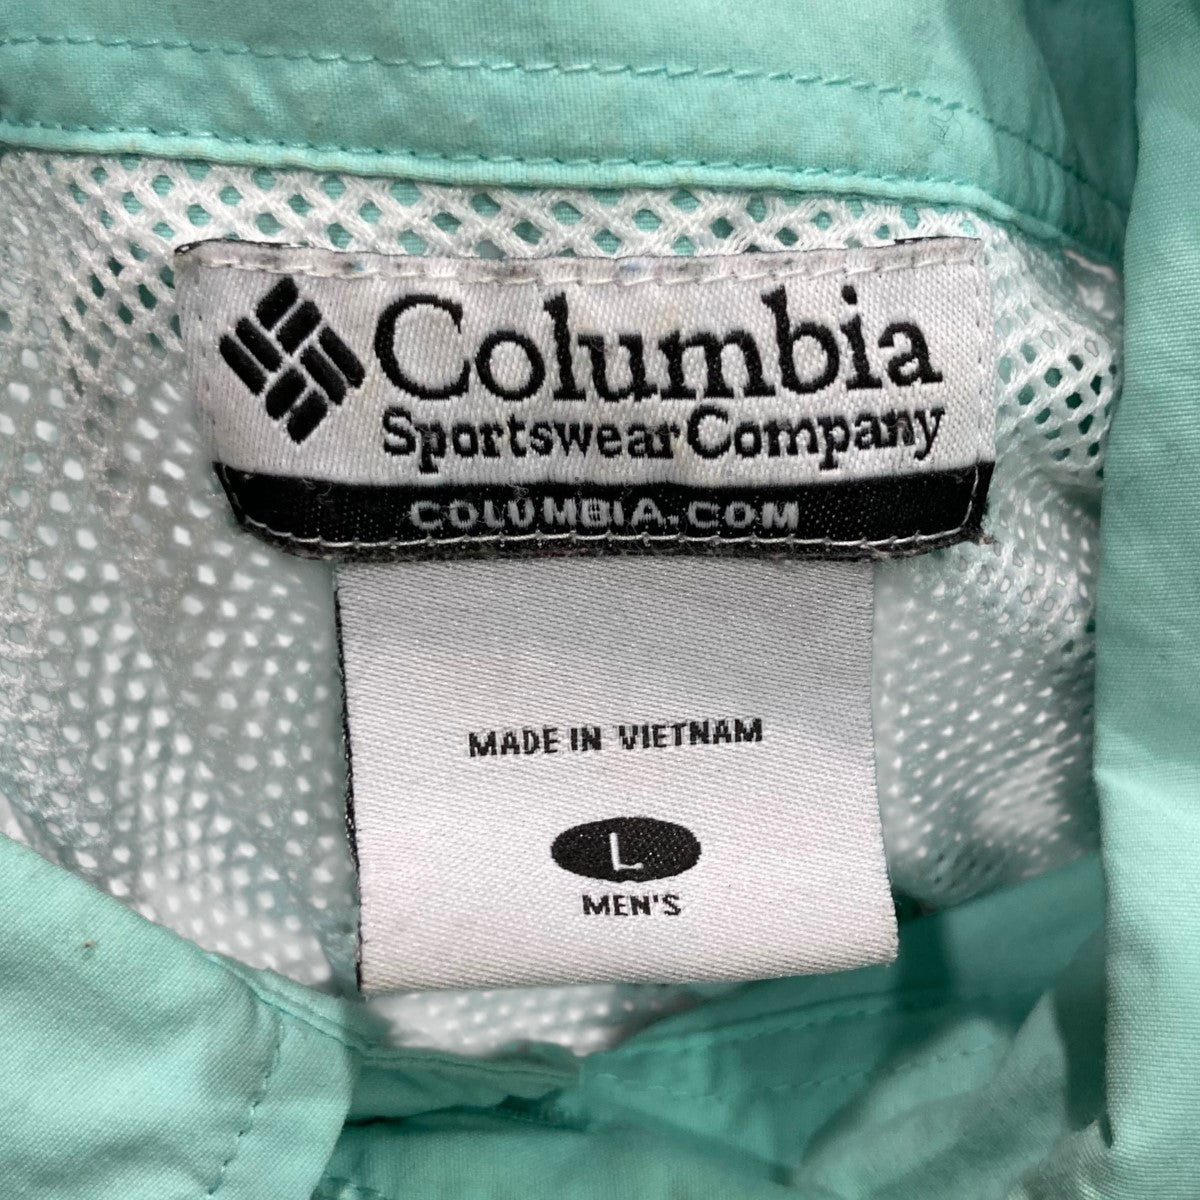 Columbia
Sportswear Company
COLUMBIA.COM
MADE IN VIETNAM
L
MEN'S